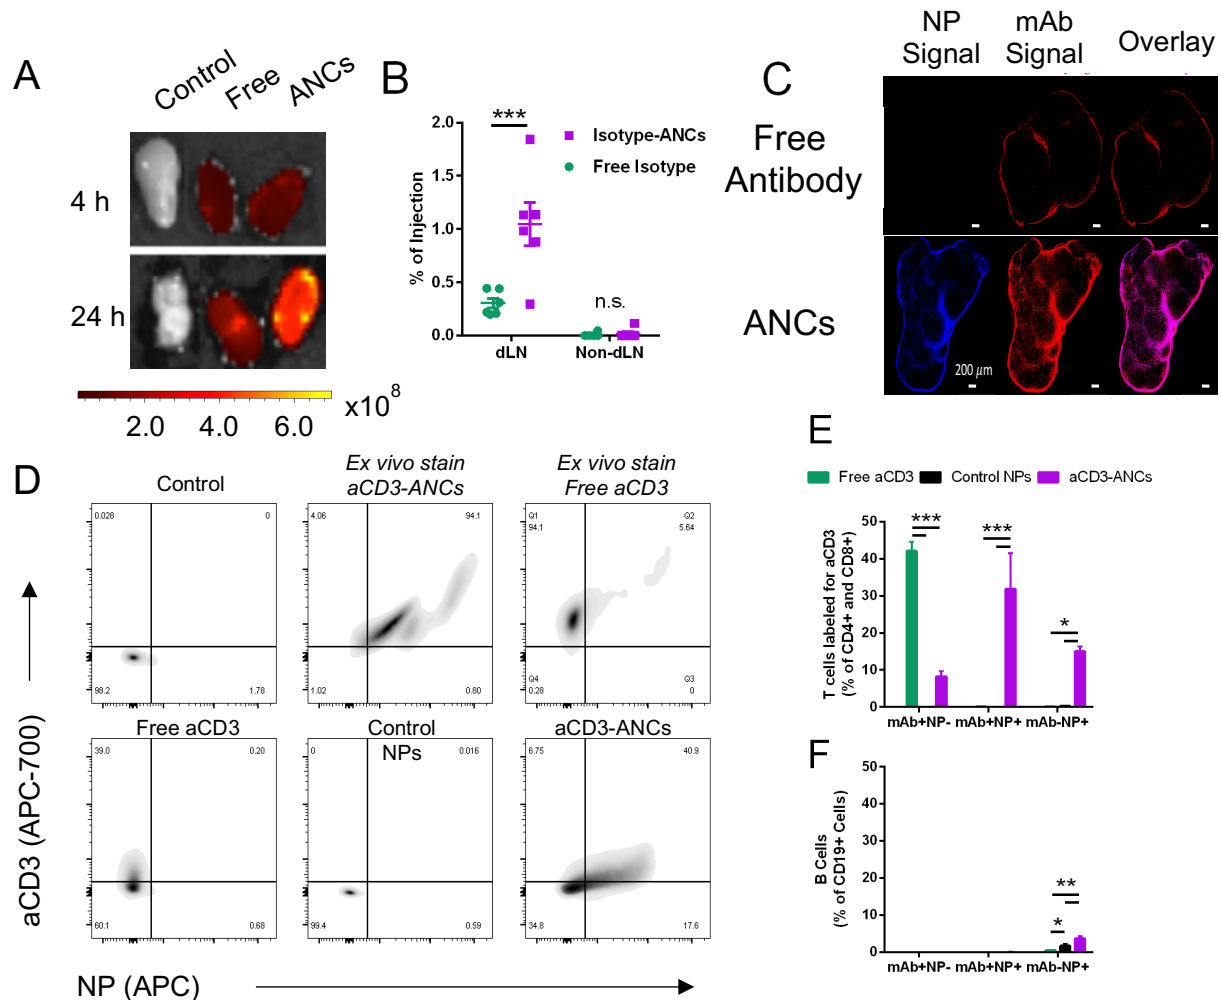 A
Control
Free
ANCs
4 h
24 h
2.0
4.0
6.0
x10⁸
B
2.0
1.5
1.0
0.5
0.0
% of Injection
***
Isotype-ANCs
Free Isotype
n.s.
dLN
Non-dLN
C
NP
Signal
mAb
Signal
Overlay
Free
Antibody
ANCs
200 μm
D
Control
0.028
0
98.2
1.78
Ex vivo stain
aCD3-ANCs
4.06
94.1
1.02
0.80
Ex vivo stain
Free aCD3
Q1
94.1
Q2
5.64
Q4
0.28
Q3
0
Free aCD3
39.0
0.20
60.1
0.68
Control
NPs
0
0.016
99.4
0.59
aCD3-ANCs
6.75
40.9
34.8
17.6
aCD3 (APC-700)
NP (APC)
E
Free aCD3
Control NPs
aCD3-ANCs
T cells labeled for aCD3
(% of CD4+ and CD8+)
50
40
30
20
10
0
***
***
*
mAb+NP-
mAb+NP+
mAb-NP+
F
B Cells
(% of CD19+ Cells)
50
40
30
20
10
0
**
*
mAb+NP-
mAb+NP+
mAb-NP+